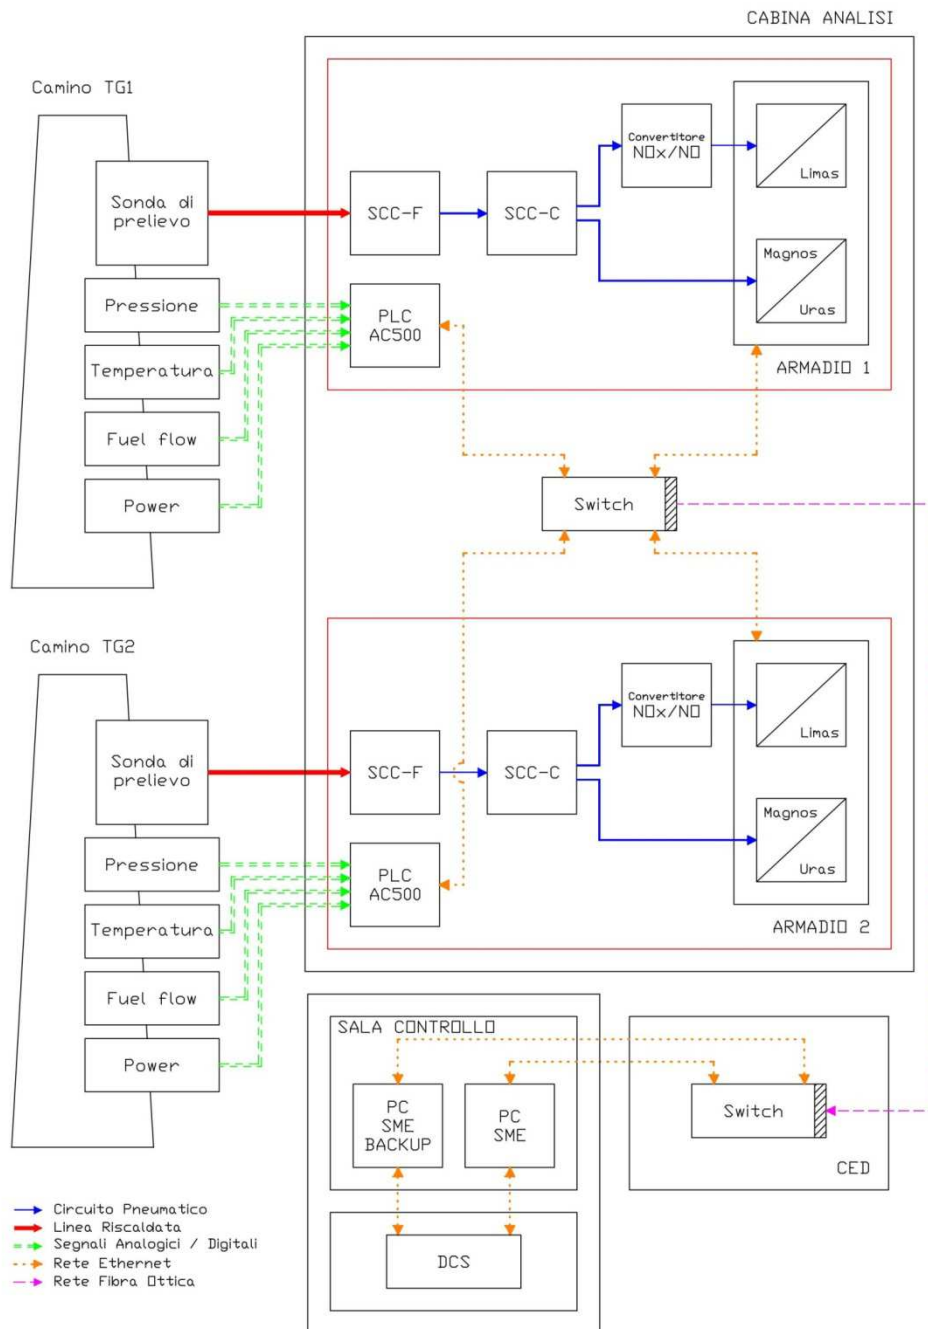 CABINA ANALISI
Camino TG1
Sonda di
prelievo
Pressione
Temperatura
Fuel flow
Power
SCC-F
SCC-C
Convertitore
NOx/NO
Limas
Magnos
Uras
PLC
AC500
ARMADIO 1
Switch
Camino TG2
Sonda di
prelievo
Pressione
Temperatura
Fuel flow
Power
SCC-F
SCC-C
Convertitore
NOx/NO
Limas
Magnos
Uras
PLC
AC500
ARMADIO 2
SALA CONTROLLO
PC
SME
BACKUP
PC
SME
DCS
Switch
CED
Circuito Pneumatico
Linea Riscaldata
Segnali Analogici / Digitali
Rete Ethernet
Rete Fibra Ottica